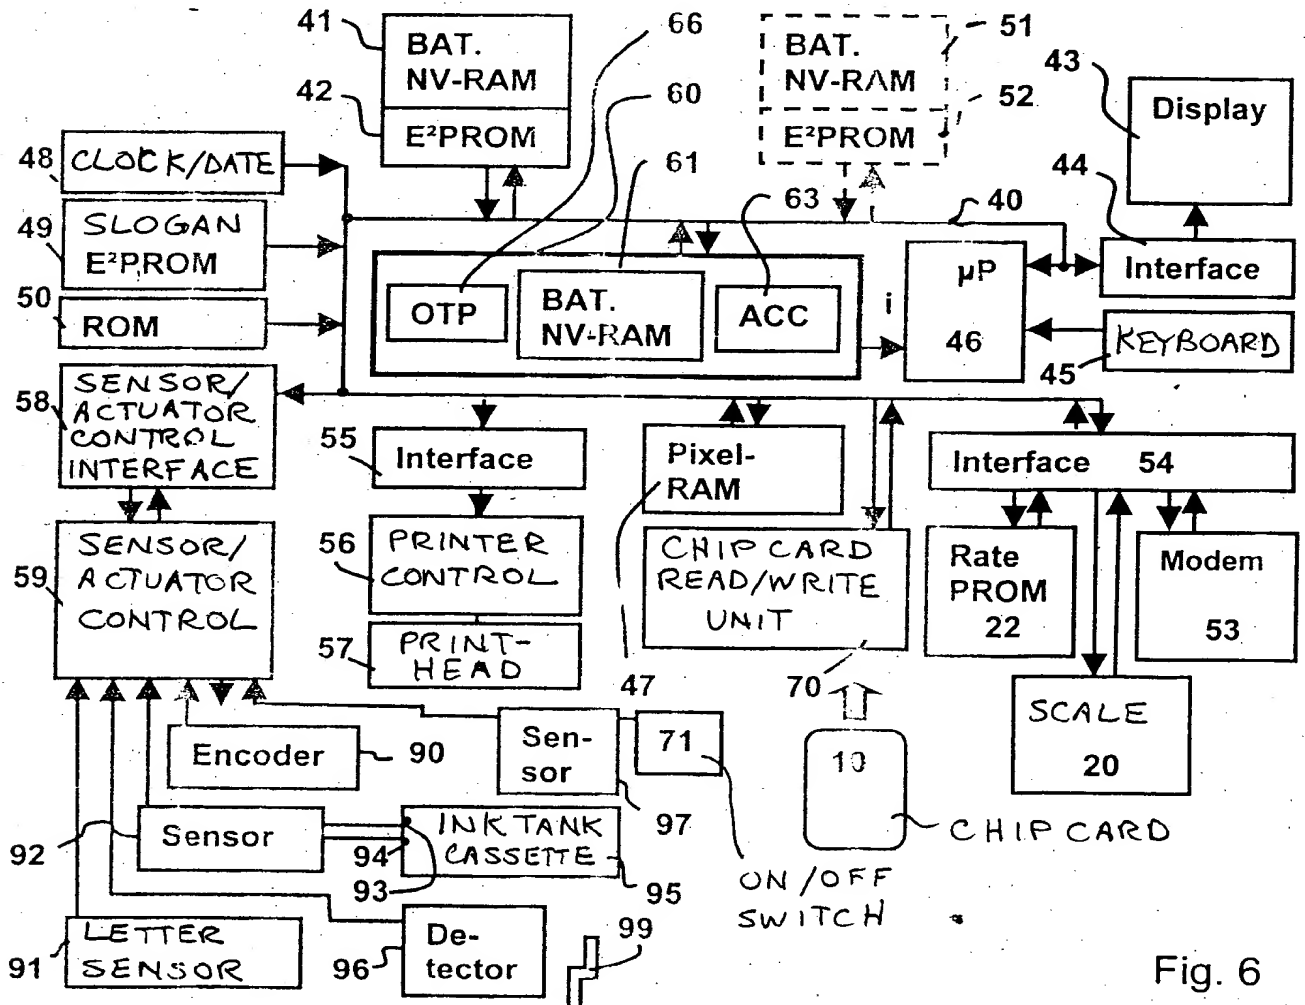 41
BAT.
NV-RAM
42
E²PROM
66
60
61
63
51
BAT.
NV-RAM
52
E²PROM
43
Display
44
Interface
40
48
CLOCK/DATE
49
SLOGAN
E²PROM
50
ROM
OTP
BAT.
NV-RAM
ACC
i
µP
46
KEYBOARD
45
58
SENSOR/
ACTUATOR
CONTROL
INTERFACE
55
Interface
Pixel-
RAM
Interface 54
59
SENSOR/
ACTUATOR
CONTROL
56
PRINTER
CONTROL
57
PRINT-
HEAD
47
CHIP CARD
READ/WRITE
UNIT
70
Rate
PROM
22
Modem
53
SCALE
20
Encoder
90
Sen-
sor
97
71
10
CHIP CARD
92
Sensor
94
93
INK TANK
CASSETTE
95
ON/OFF
SWITCH
91
LETTER
SENSOR
96
De-
tector
99
Fig. 6